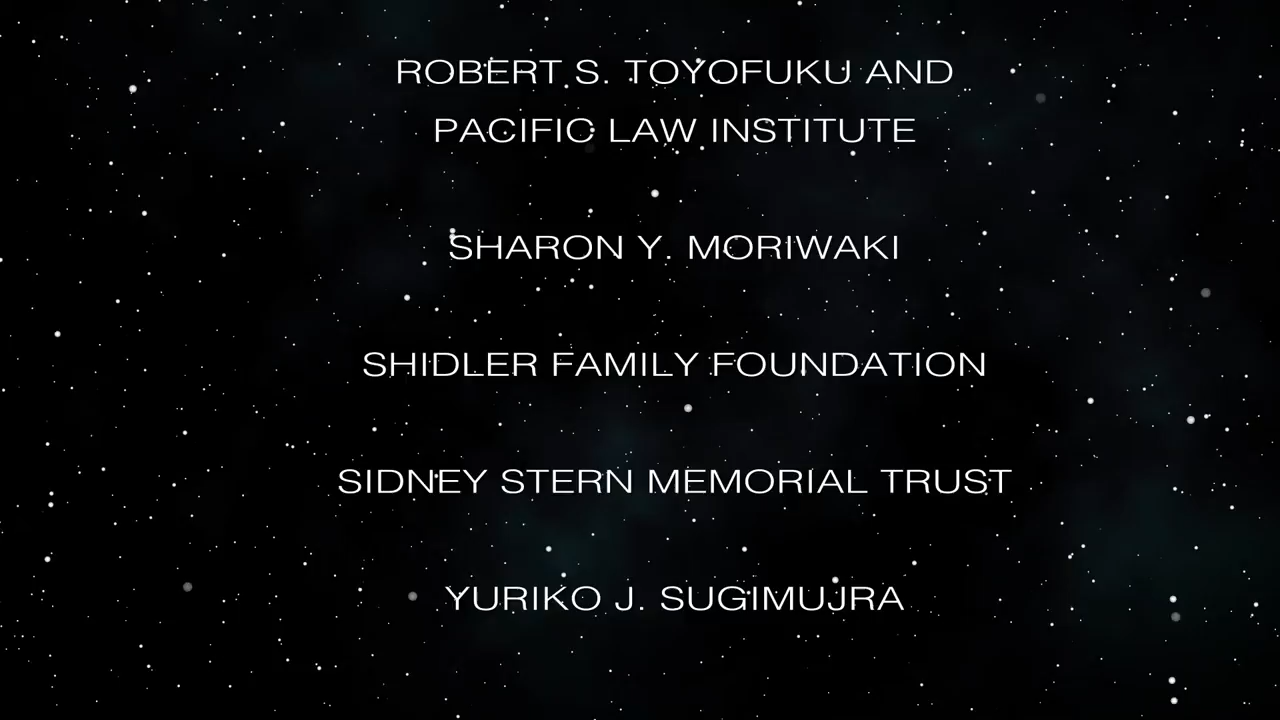 ROBERT S. TOYOFUKU AND
PACIFIC LAW INSTITUTE
SHARON Y. MORIWAKI
SHIDLER FAMILY FOUNDATION
SIDNEY STERN MEMORIAL TRUST
YURIKO J. SUGIMUJRA